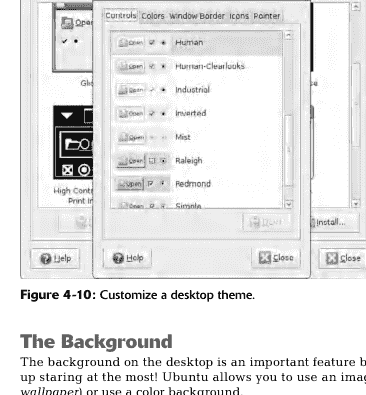 Controls Colors Window Border Icons Pointer
Open
Open Human
Open Human-Clearlooks
Open Industrial
Open Inverted
Open Mist
Open Raleigh
Open Redmond
Open Simple
High Cont
Print In
Install...
Help Help Close Close
Figure 4-10: Customize a desktop theme.
The Background
The background on the desktop is an important feature b
up staring at the most! Ubuntu allows you to use an imag
wallpaper) or use a color background.